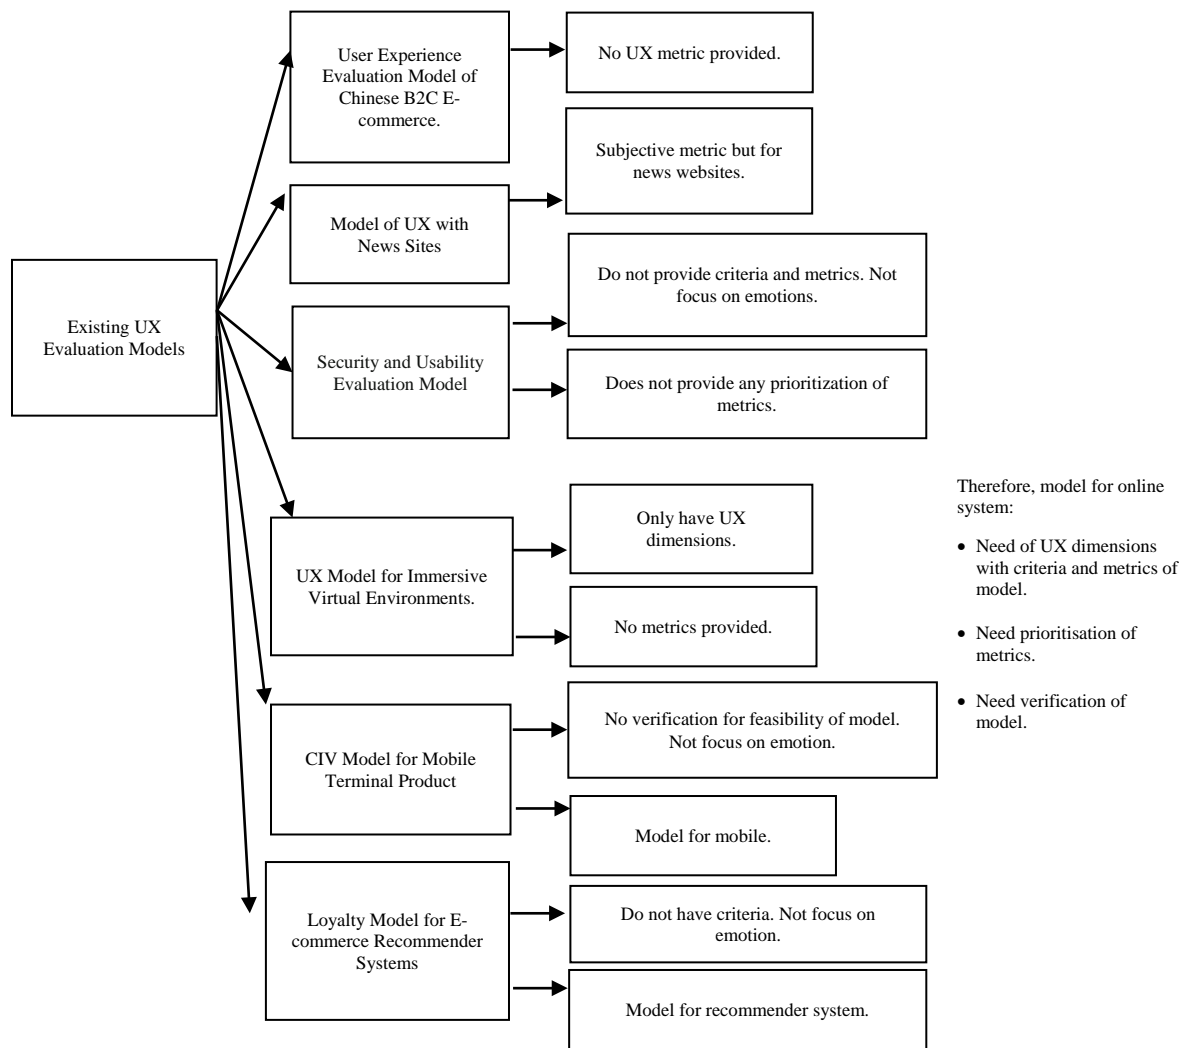 Existing UX
Evaluation Models
User Experience
Evaluation Model of
Chinese B2C E-
commerce.
No UX metric provided.
Model of UX with
News Sites
Subjective metric but for
news websites.
Security and Usability
Evaluation Model
Do not provide criteria and metrics. Not
focus on emotions.
Does not provide any prioritization of
metrics.
UX Model for Immersive
Virtual Environments.
Only have UX
dimensions.
No metrics provided.
CIV Model for Mobile
Terminal Product
No verification for feasibility of model.
Not focus on emotion.
Model for mobile.
Loyalty Model for E-
commerce Recommender
Systems
Do not have criteria. Not focus on
emotion.
Model for recommender system.
Therefore, model for online
system:
• Need of UX dimensions
with criteria and metrics of
model.
• Need prioritisation of
metrics.
• Need verification of
model.